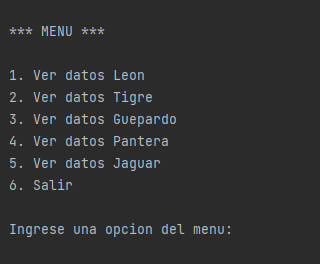 *** MENU ***
1. Ver datos Leon
2. Ver datos Tigre
3. Ver datos Guepardo
4. Ver datos Pantera
5. Ver datos Jaguar
6. Salir
Ingrese una opcion del menu: